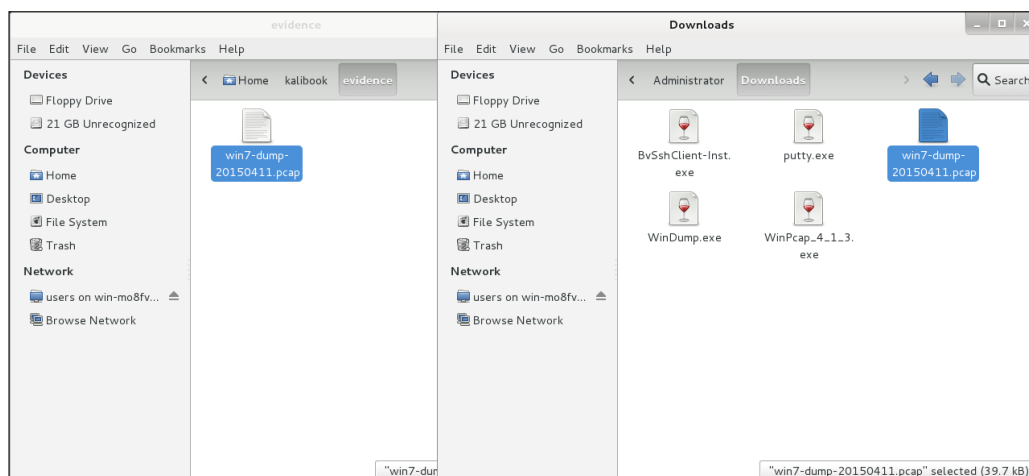 evidence
File Edit View Go Bookmarks Help
Devices
Floppy Drive
21 GB Unrecognized
Computer
Home
Desktop
File System
Trash
Network
users on win-mo8fv...
Browse Network
Home kalibook evidence
win7-dump-
20150411.pcap
"win7-dum
Downloads
File Edit View Go Bookmarks Help
Devices
Floppy Drive
21 GB Unrecognized
Computer
Home
Desktop
File System
Trash
Network
users on win-mo8fv...
Browse Network
Administrator Downloads Search
BvSshClient-Inst.
exe
putty.exe
win7-dump-
20150411.pcap
WinDump.exe
WinPcap_4_1_3.
exe
"win7-dump-20150411.pcap" selected (39.7 kB)